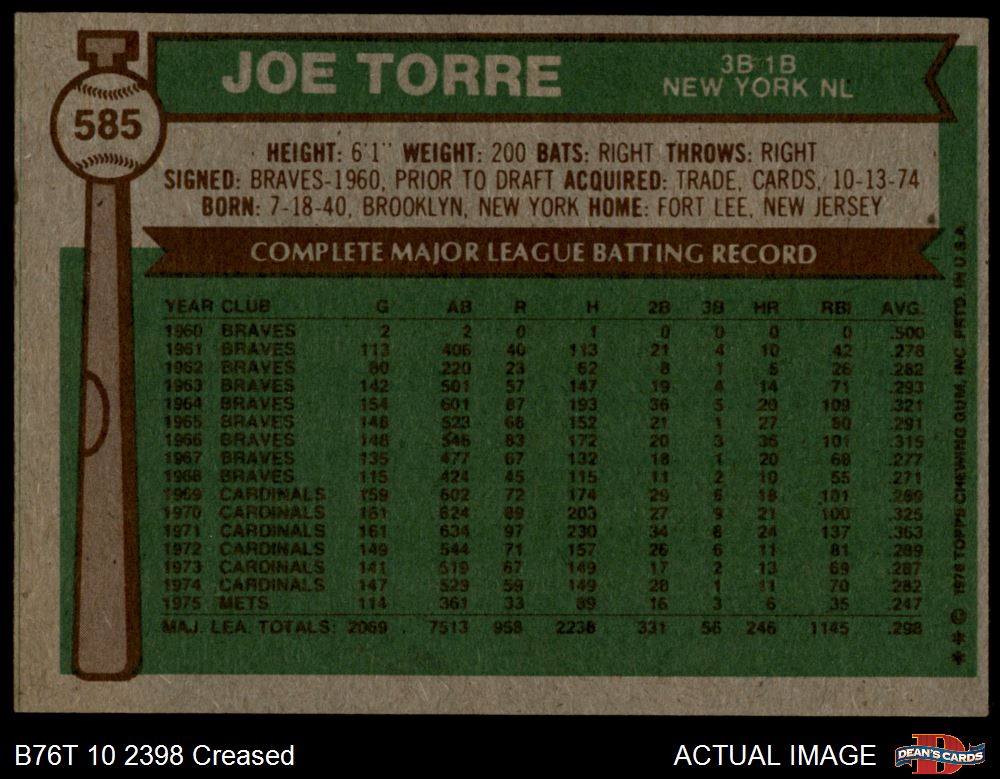 T
585
JOE TORRE
3B 1B
NEW YORK NL
HEIGHT: 6'1" WEIGHT: 200 BATS: RIGHT THROWS: RIGHT
SIGNED: BRAVES-1960, PRIOR TO DRAFT ACQUIRED: TRADE, CARDS, 10-13-74
BORN: 7-18-40, BROOKLYN, NEW YORK HOME: FORT LEE, NEW JERSEY
COMPLETE MAJOR LEAGUE BATTING RECORD
YEAR CLUB G AB R H 2B 3B HR RBI AVG.
1960 BRAVES 2 2 0 1 0 0 0 0 .500
1961 BRAVES 113 406 40 113 21 4 10 42 .278
1962 BRAVES 80 220 23 62 8 1 5 26 .282
1963 BRAVES 142 501 57 147 19 4 14 71 .293
1964 BRAVES 154 601 87 193 36 5 20 109 .321
1965 BRAVES 148 523 68 152 21 1 27 80 .291
1966 BRAVES 148 546 83 172 20 3 36 101 .315
1967 BRAVES 135 477 67 132 18 1 20 68 .277
1968 BRAVES 115 424 45 115 11 2 10 55 .271
1969 CARDINALS 159 602 72 174 29 6 18 101 .289
1970 CARDINALS 161 624 89 203 27 9 21 100 .325
1971 CARDINALS 161 634 97 230 34 8 24 137 .363
1972 CARDINALS 149 544 71 157 26 6 11 81 .289
1973 CARDINALS 141 519 67 149 17 2 13 69 .287
1974 CARDINALS 147 529 59 149 28 1 11 70 .282
1975 METS 114 361 33 89 16 3 6 35 .247
MAJ. LEA. TOTALS: 2069 7513 958 2238 331 56 246 1145 .298
* * © 1976 TOPPS CHEWING GUM, INC. PRTD. IN U.S.A.
B76T 10 2398 Creased
ACTUAL IMAGE
D
DEAN'S CARDS